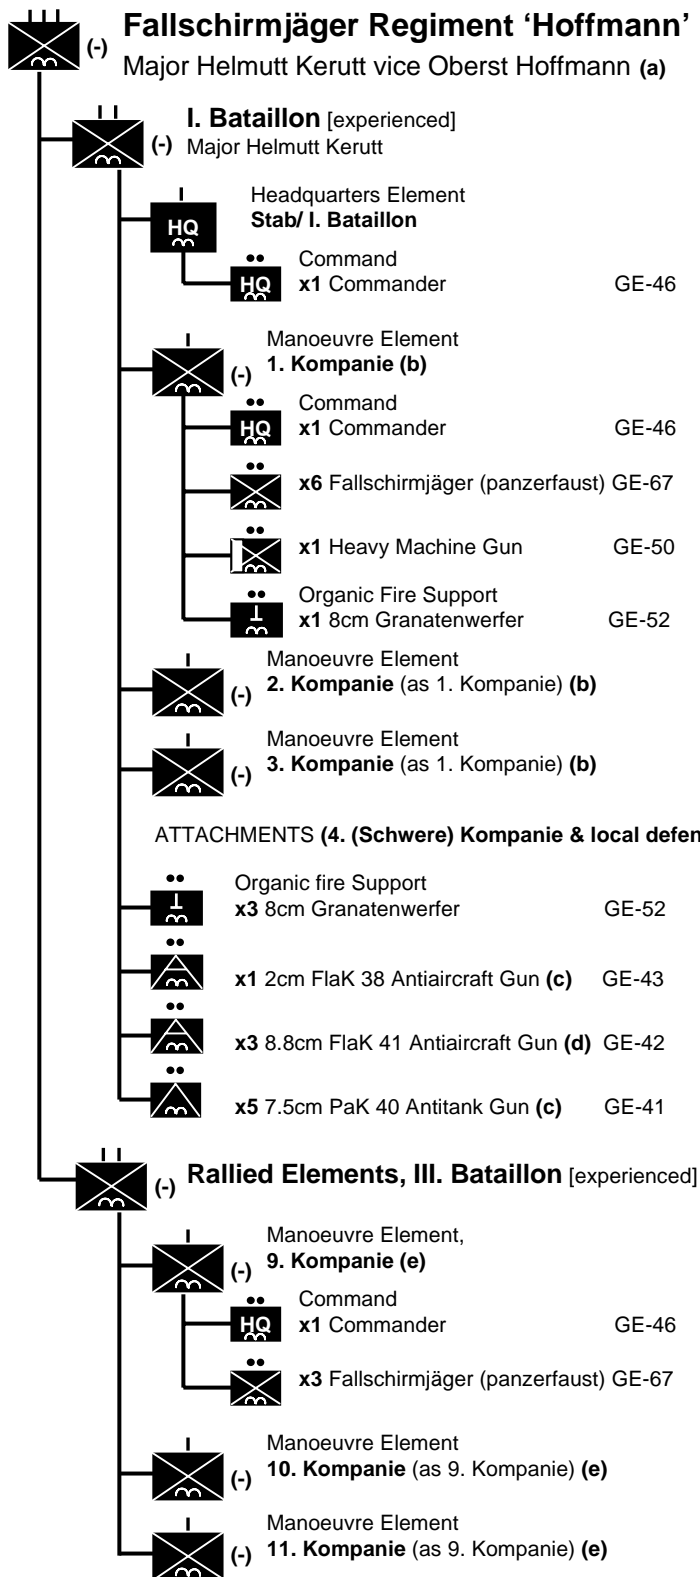 Fallschirmjäger Regiment ‘Hoffmann’
(-)
Major Helmutt Kerutt vice Oberst Hoffmann (a)
I. Bataillon [experienced]
(-) Major Helmutt Kerutt
Headquarters Element
HQ Stab/ I. Bataillon
Command
HQ x1 Commander GE-46
Manoeuvre Element
(-) 1. Kompanie (b)
Command
HQ x1 Commander GE-46
x6 Fallschirmjäger (panzerfaust) GE-67
x1 Heavy Machine Gun GE-50
Organic Fire Support
x1 8cm Granatenwerfer GE-52
Manoeuvre Element
(-) 2. Kompanie (as 1. Kompanie) (b)
Manoeuvre Element
(-) 3. Kompanie (as 1. Kompanie) (b)
ATTACHMENTS (4. (Schwere) Kompanie & local defen
Organic fire Support
x3 8cm Granatenwerfer GE-52
x1 2cm FlaK 38 Antiaircraft Gun (c) GE-43
x3 8.8cm FlaK 41 Antiaircraft Gun (d) GE-42
x5 7.5cm PaK 40 Antitank Gun (c) GE-41
(-) Rallied Elements, III. Bataillon [experienced]
Manoeuvre Element,
(-) 9. Kompanie (e)
Command
HQ x1 Commander GE-46
x3 Fallschirmjäger (panzerfaust) GE-67
Manoeuvre Element
(-) 10. Kompanie (as 9. Kompanie) (e)
Manoeuvre Element
(-) 11. Kompanie (as 9. Kompanie) (e)